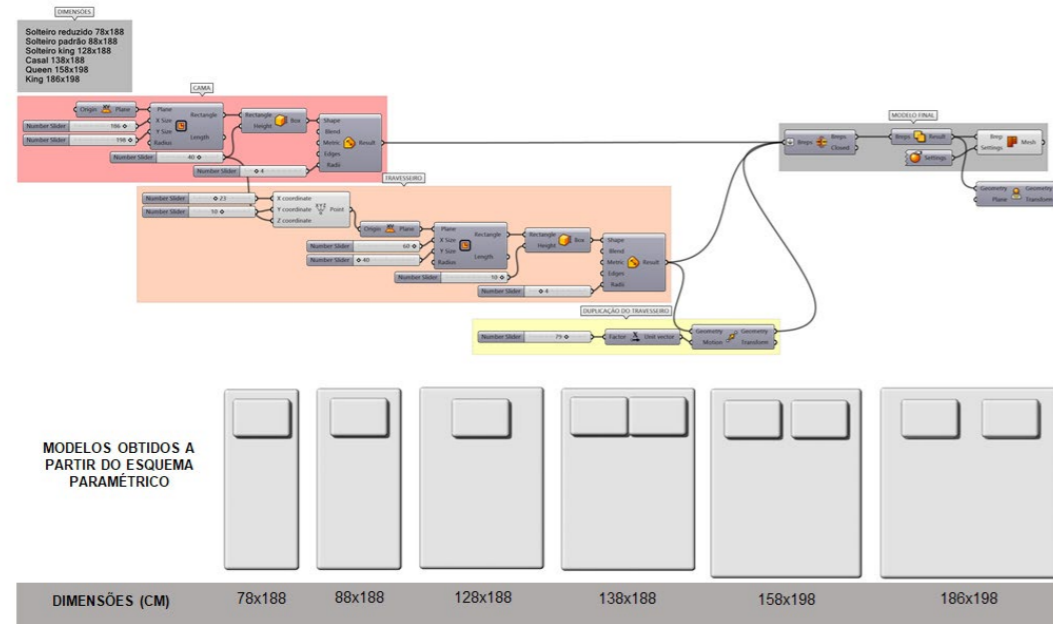 DIMENSÕES
Solteiro reduzido 78x188
Solteiro padrão 88x188
Solteiro king 128x188
Casal 138x188
Queen 158x198
King 186x198
CAMA
Origin Plane
Number Slider 186
Number Slider 198
Plane
X Size
Y Size
Radius
Rectangle
Length
Number Slider 40
Rectangle
Height
Box
Number Slider 4
Shape
Blend
Metric
Edges
Radii
Result
TRAVESSEIRO
Number Slider 23
Number Slider 10
X coordinate
Y coordinate
Z coordinate
Point
Origin Plane
Number Slider 60
Number Slider 40
Plane
X Size
Y Size
Radius
Rectangle
Length
Number Slider 10
Rectangle
Height
Box
Number Slider 4
Shape
Blend
Metric
Edges
Radii
Result
DUPLICAÇÃO DO TRAVESSEIRO
Number Slider 79
Factor X Unit vector
Geometry
Motion
Geometry
Transform
MODELO FINAL
Breps
Breps
Closed
Breps Result
Settings
Brep
Settings
Mesh
Geometry
Plane
Geometry
Transform
MODELOS OBTIDOS A
PARTIR DO ESQUEMA
PARAMÉTRICO
DIMENSÕES (CM) 78x188 88x188 128x188 138x188 158x198 186x198